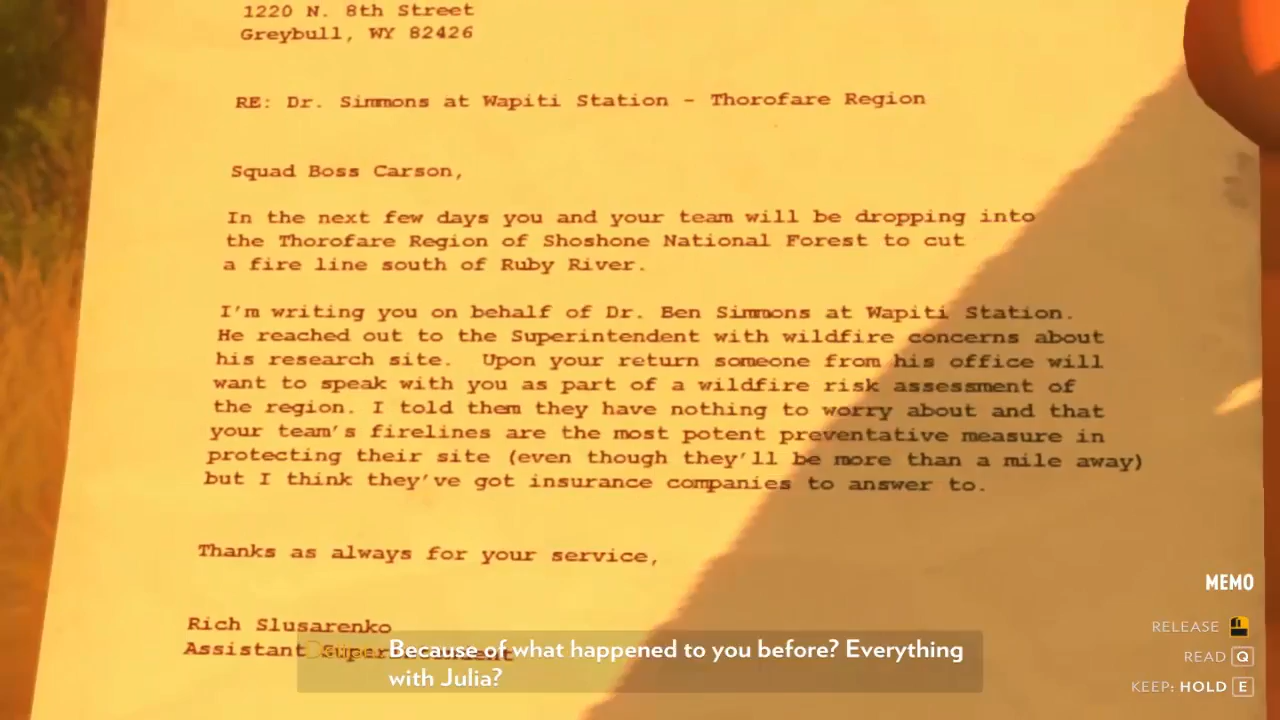 1220 N. 8th Street
Greybull, WY 82426
RE: Dr. Simmons at Wapiti Station - Thorofare Region
Squad Boss Carson,
In the next few days you and your team will be dropping into
the Thorofare Region of Shoshone National Forest to cut
a fire line south of Ruby River.
I'm writing you on behalf of Dr. Ben Simmons at Wapiti Station.
He reached out to the Superintendent with wildfire concerns about
his research site. Upon your return someone from his office will
want to speak with you as part of a wildfire risk assessment of
the region. I told them they have nothing to worry about and that
your team's firelines are the most potent preventative measure in
protecting their site (even though they'll be more than a mile away)
but I think they've got insurance companies to answer to.
Thanks as always for your service,
Rich Slusarenko
Assistant
Because of what happened to you before? Everything
with Julia?
MEMO
RELEASE
READ Q
KEEP: HOLD E